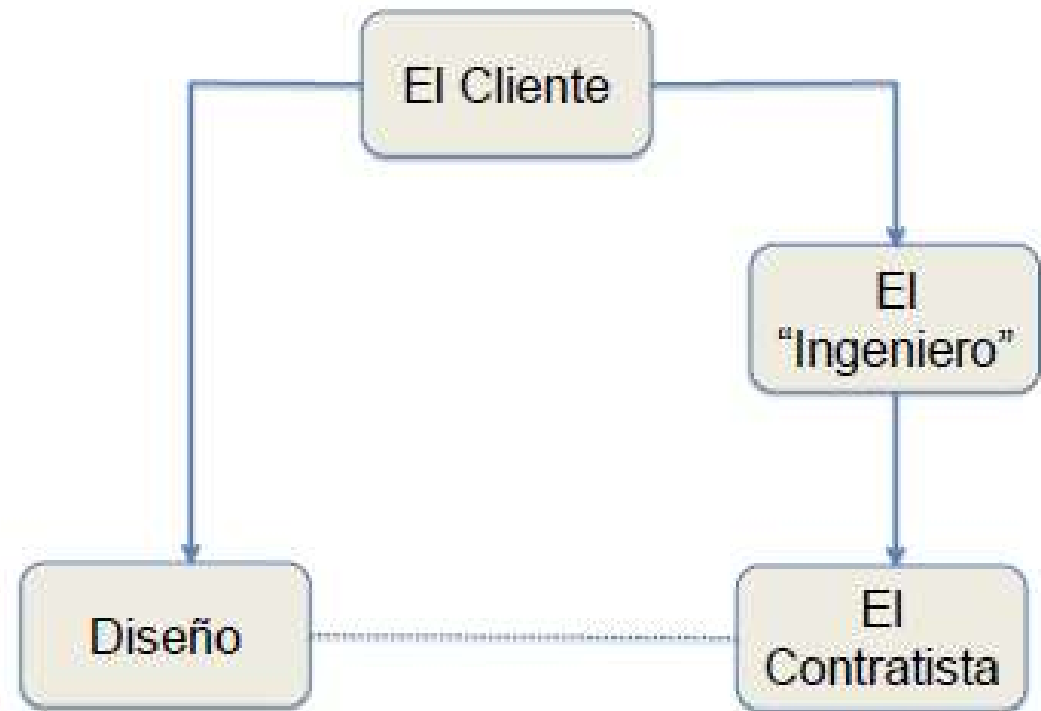 El Cliente
El
“Ingeniero”
Diseño
El
Contratista